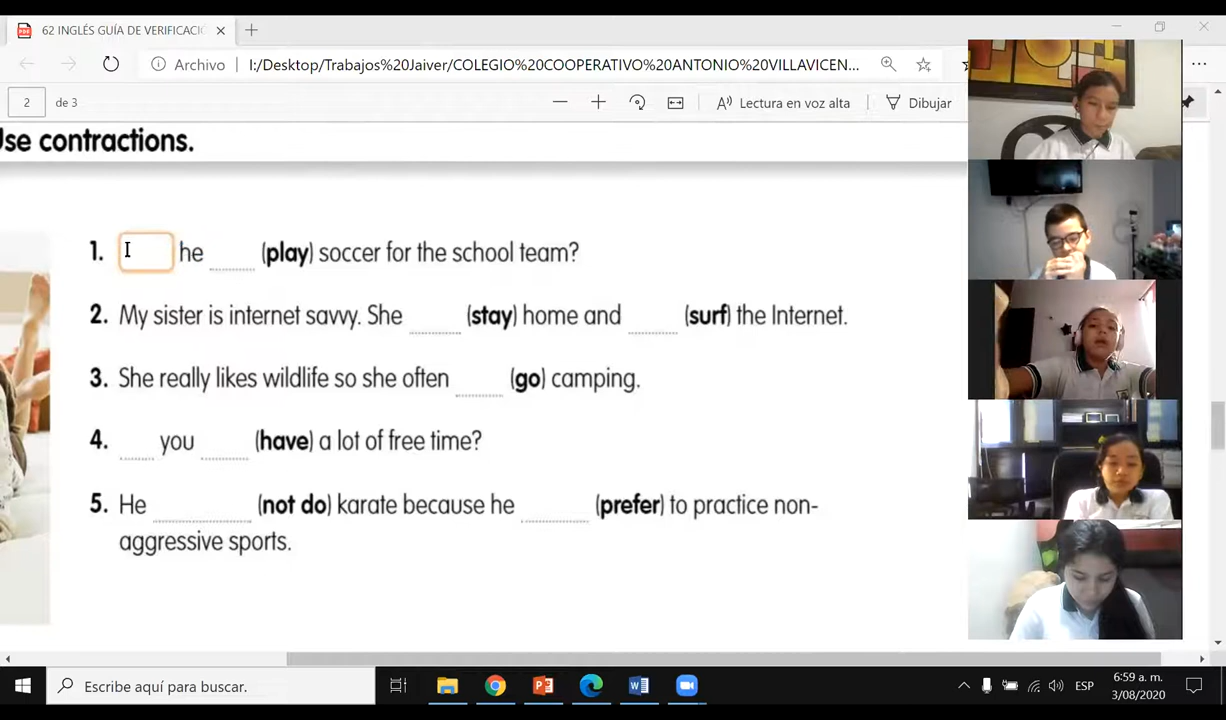 62 INGLÉS GUÍA DE VERIFICACI
Archivo I:/Desktop/Trabajos%20Jaiver/COLEGIO%20COOPERATIVO%20ANTONIO%20VILLAVICEN...
2 de 3 Lectura en voz alta Dibujar
Use contractions.
1. he (play) soccer for the school team?
2. My sister is internet savvy. She (stay) home and (surf) the Internet.
3. She really likes wildlife so she often (go) camping.
4. you (have) a lot of free time?
5. He (not do) karate because he (prefer) to practice non-
aggressive sports.
Escribe aquí para buscar. ESP 6:59 a. m.
3/08/2020